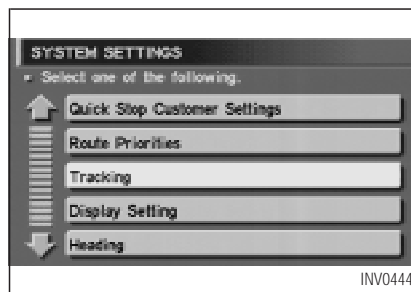 SYSTEM SETTINGS
Select one of the following.
Quick Stop Customer Settings
Route Priorities
Tracking
Display Setting
Heading
INV0444